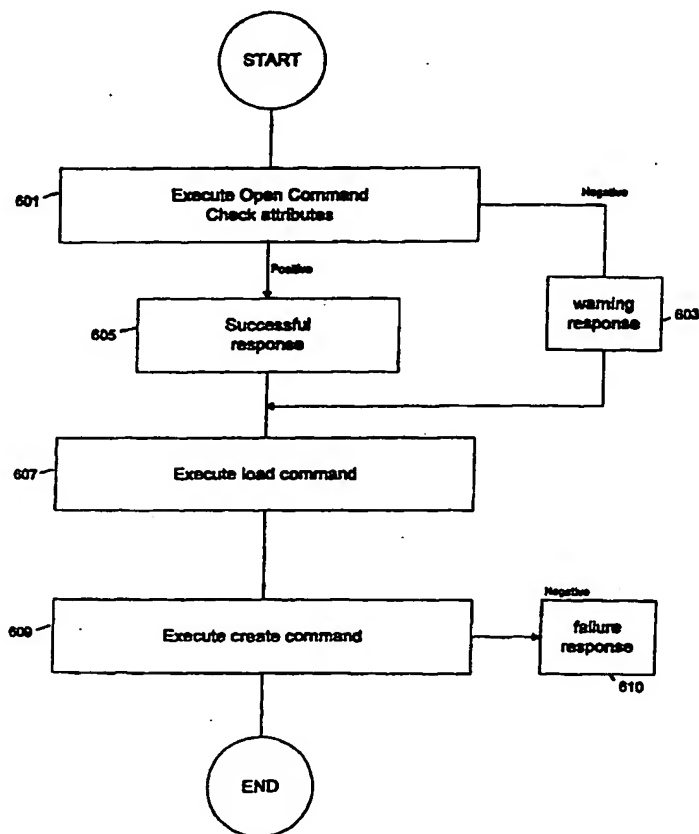 START
601
Execute Open Command
Check attributes
Negative
Positive
605
Successful
response
warning
response
603
607
Execute load command
609
Execute create command
Negative
failure
response
610
END